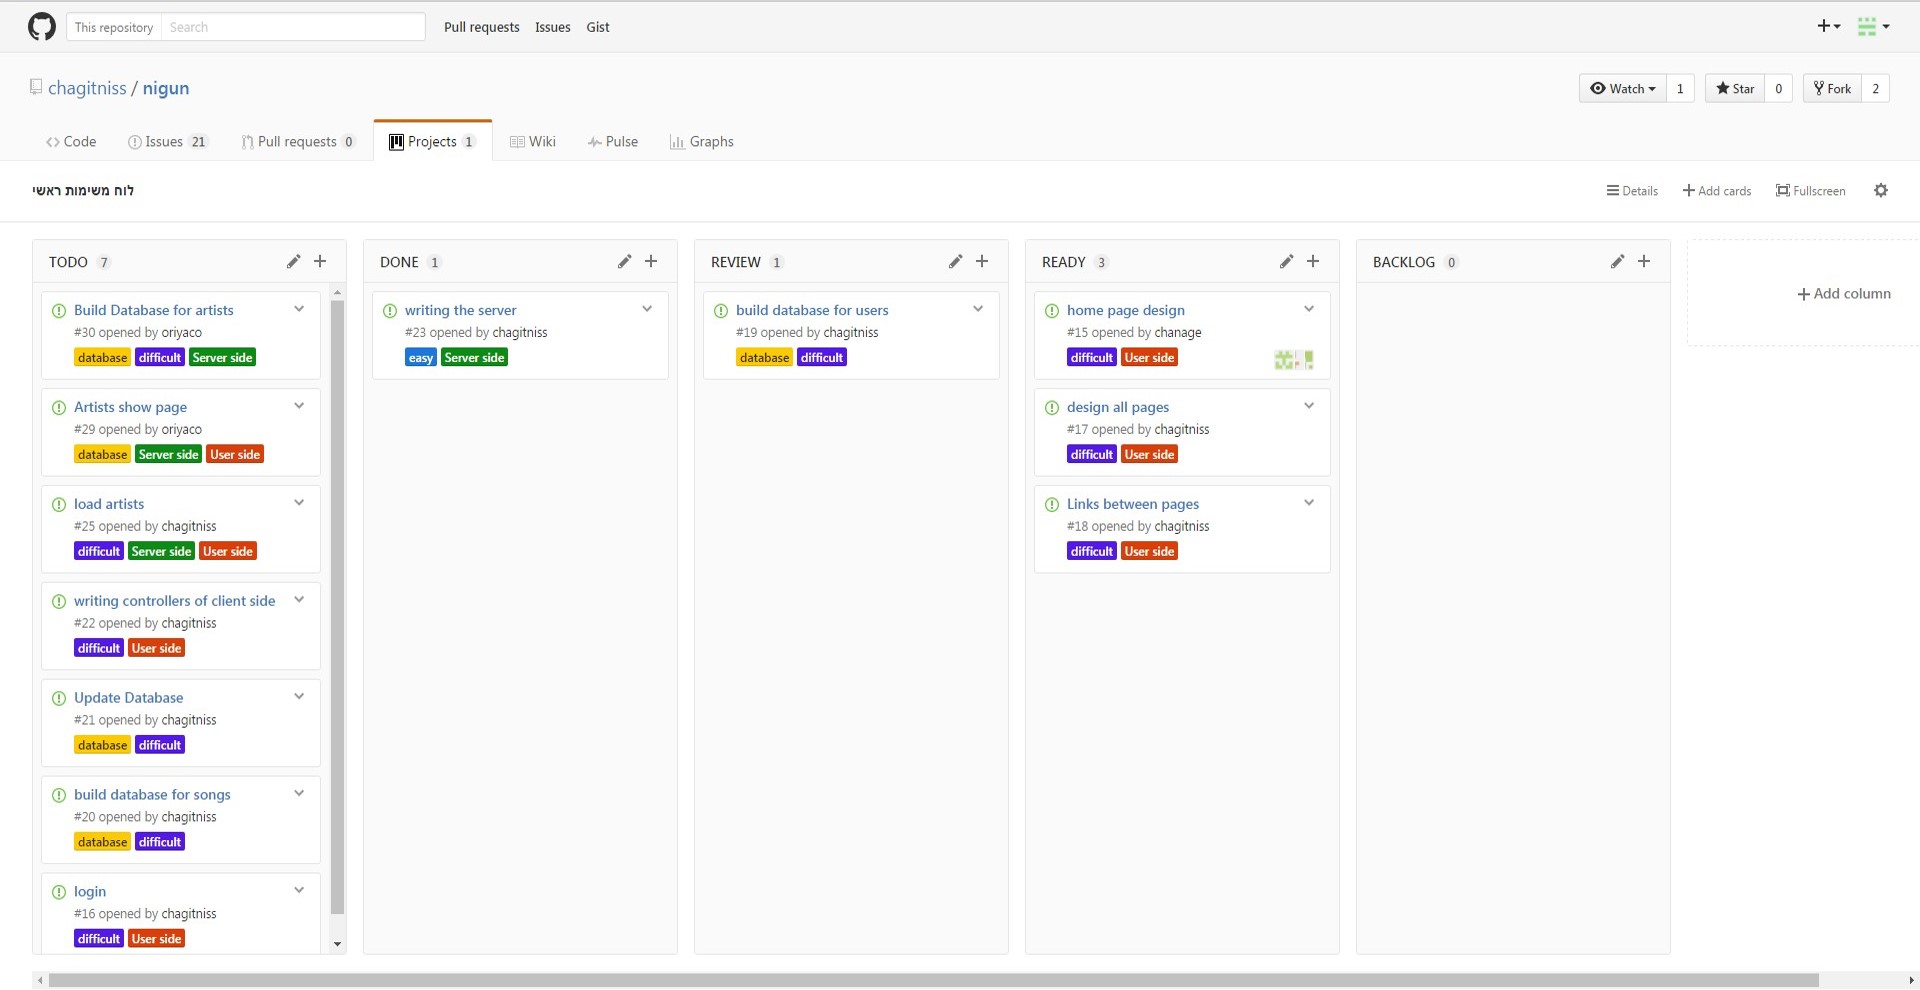 This repository Search Pull requests Issues Gist
chagitniss / nigun Watch 1 Star 0 Fork 2
Code Issues 21 Pull requests 0 Projects 1 Wiki Pulse Graphs
לוח משימות ראשי
Details Add cards Fullscreen
TODO 7
Build Database for artists
#30 opened by oriyaco
database difficult Server side
Artists show page
#29 opened by oriyaco
database Server side User side
load artists
#25 opened by chagitniss
difficult Server side User side
writing controllers of client side
#22 opened by chagitniss
difficult User side
Update Database
#21 opened by chagitniss
database difficult
build database for songs
#20 opened by chagitniss
database difficult
login
#16 opened by chagitniss
difficult User side
DONE 1
writing the server
#23 opened by chagitniss
easy Server side
REVIEW 1
build database for users
#19 opened by chagitniss
database difficult
READY 3
home page design
#15 opened by chanage
difficult User side
design all pages
#17 opened by chagitniss
difficult User side
Links between pages
#18 opened by chagitniss
difficult User side
BACKLOG 0
Add column